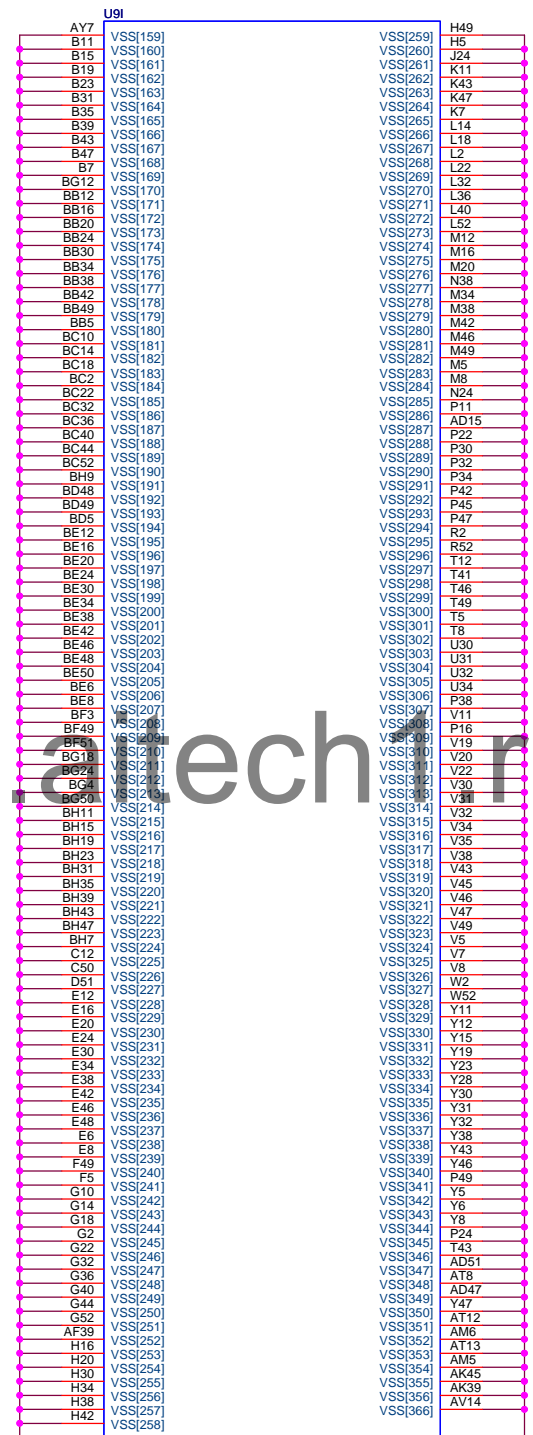 U9I
AY7 VSS[159] VSS[259] H49
B11 VSS[160] VSS[260] H5
B15 VSS[161] VSS[261] J24
B19 VSS[162] VSS[262] K11
B23 VSS[163] VSS[263] K43
B31 VSS[164] VSS[264] K47
B35 VSS[165] VSS[265] K7
B39 VSS[166] VSS[266] L14
B43 VSS[167] VSS[267] L18
B47 VSS[168] VSS[268] L2
B7 VSS[169] VSS[269] L22
BG12 VSS[170] VSS[270] L32
BB12 VSS[171] VSS[271] L36
BB16 VSS[172] VSS[272] L40
BB20 VSS[173] VSS[273] L52
BB24 VSS[174] VSS[274] M12
BB30 VSS[175] VSS[275] M16
BB34 VSS[176] VSS[276] M20
BB38 VSS[177] VSS[277] N38
BB42 VSS[178] VSS[278] M34
BB49 VSS[179] VSS[279] M38
BB5 VSS[180] VSS[280] M42
BC10 VSS[181] VSS[281] M46
BC14 VSS[182] VSS[282] M49
BC18 VSS[183] VSS[283] M5
BC2 VSS[184] VSS[284] M8
BC22 VSS[185] VSS[285] N24
BC32 VSS[186] VSS[286] P11
BC36 VSS[187] VSS[287] AD15
BC40 VSS[188] VSS[288] P22
BC44 VSS[189] VSS[289] P30
BC52 VSS[190] VSS[290] P32
BH9 VSS[191] VSS[291] P34
BD48 VSS[192] VSS[292] P42
BD49 VSS[193] VSS[293] P45
BD5 VSS[194] VSS[294] P47
BE12 VSS[195] VSS[295] R2
BE16 VSS[196] VSS[296] R52
BE20 VSS[197] VSS[297] T12
BE24 VSS[198] VSS[298] T41
BE30 VSS[199] VSS[299] T46
BE34 VSS[200] VSS[300] T49
BE38 VSS[201] VSS[301] T5
BE42 VSS[202] VSS[302] T8
BE46 VSS[203] VSS[303] U30
BE48 VSS[204] VSS[304] U31
BE50 VSS[205] VSS[305] U32
BE6 VSS[206] VSS[306] U34
BE8 VSS[207] VSS[307] P38
BF3 VSS[208] VSS[308] V11
BF49 VSS[209] VSS[309] P16
BF51 VSS[210] VSS[310] V19
BG18 VSS[211] VSS[311] V20
BG24 VSS[212] VSS[312] V22
.aitech1.r
BG4 VSS[213] VSS[313] V30
BG50 VSS[214] VSS[314] V31
BH11 VSS[215] VSS[315] V32
BH15 VSS[216] VSS[316] V34
BH19 VSS[217] VSS[317] V35
BH23 VSS[218] VSS[318] V38
BH31 VSS[219] VSS[319] V43
BH35 VSS[220] VSS[320] V45
BH39 VSS[221] VSS[321] V46
BH43 VSS[222] VSS[322] V47
BH47 VSS[223] VSS[323] V49
BH7 VSS[224] VSS[324] V5
C12 VSS[225] VSS[325] V7
C50 VSS[226] VSS[326] V8
D51 VSS[227] VSS[327] W2
E12 VSS[228] VSS[328] W52
E16 VSS[229] VSS[329] Y11
E20 VSS[230] VSS[330] Y12
E24 VSS[231] VSS[331] Y15
E30 VSS[232] VSS[332] Y19
E34 VSS[233] VSS[333] Y23
E38 VSS[234] VSS[334] Y28
E42 VSS[235] VSS[335] Y30
E46 VSS[236] VSS[336] Y31
E48 VSS[237] VSS[337] Y32
E6 VSS[238] VSS[338] Y38
E8 VSS[239] VSS[339] Y43
F49 VSS[240] VSS[340] Y46
F5 VSS[241] VSS[341] P49
G10 VSS[242] VSS[342] Y5
G14 VSS[243] VSS[343] Y6
G18 VSS[244] VSS[344] Y8
G2 VSS[245] VSS[345] P24
G22 VSS[246] VSS[346] T43
G32 VSS[247] VSS[347] AD51
G36 VSS[248] VSS[348] AT8
G40 VSS[249] VSS[349] AD47
G44 VSS[250] VSS[350] Y47
G52 VSS[251] VSS[351] AT12
AF39 VSS[252] VSS[352] AM6
H16 VSS[253] VSS[353] AT13
H20 VSS[254] VSS[354] AM5
H30 VSS[255] VSS[355] AK45
H34 VSS[256] VSS[356] AK39
H38 VSS[257] VSS[366] AV14
H42 VSS[258]